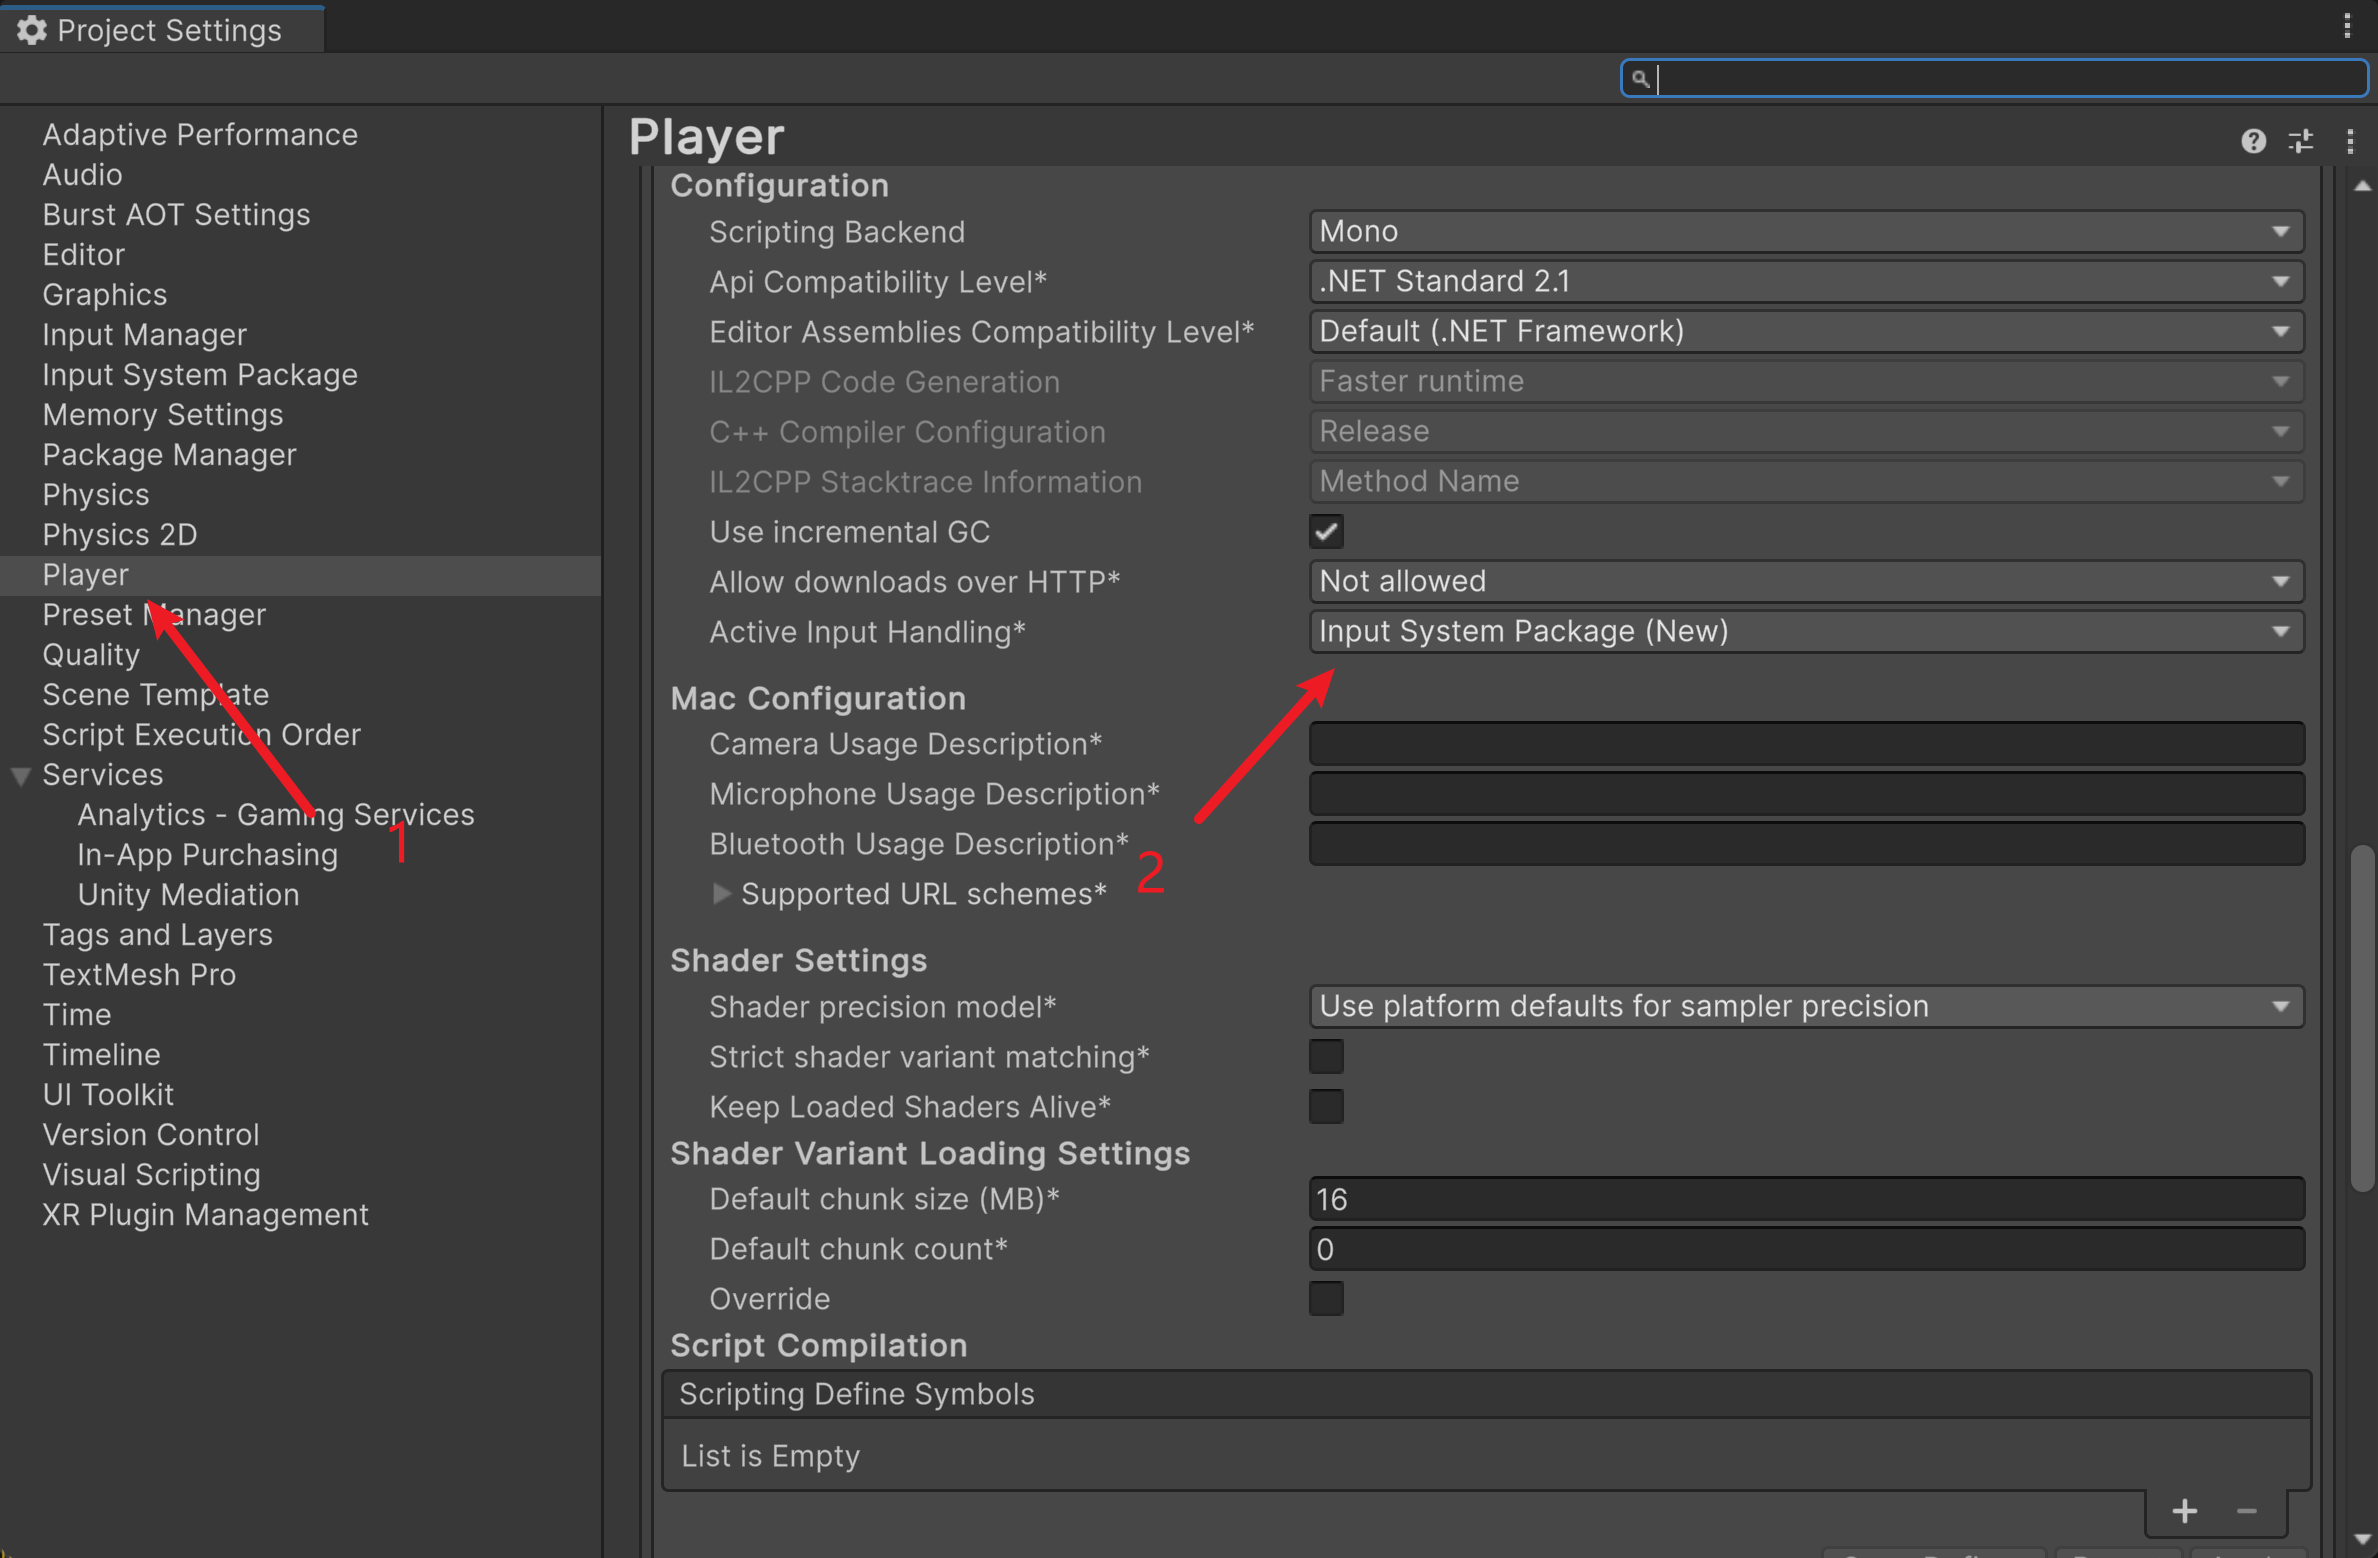 Project Settings
Adaptive Performance
Audio
Burst AOT Settings
Editor
Graphics
Input Manager
Input System Package
Memory Settings
Package Manager
Physics
Physics 2D
Player
Preset Manager
Quality
Scene Template
Script Execution Order
Services
Analytics - Gaming Services
In-App Purchasing
Unity Mediation
Tags and Layers
TextMesh Pro
Time
Timeline
UI Toolkit
Version Control
Visual Scripting
XR Plugin Management
1
Player
Configuration
Scripting Backend Mono
Api Compatibility Level* .NET Standard 2.1
Editor Assemblies Compatibility Level* Default (.NET Framework)
IL2CPP Code Generation Faster runtime
C++ Compiler Configuration Release
IL2CPP Stacktrace Information Method Name
Use incremental GC
Allow downloads over HTTP* Not allowed
Active Input Handling* Input System Package (New)
Mac Configuration
Camera Usage Description*
Microphone Usage Description*
Bluetooth Usage Description*
2
Supported URL schemes*
Shader Settings
Shader precision model* Use platform defaults for sampler precision
Strict shader variant matching*
Keep Loaded Shaders Alive*
Shader Variant Loading Settings
Default chunk size (MB)* 16
Default chunk count* 0
Override
Script Compilation
Scripting Define Symbols
List is Empty